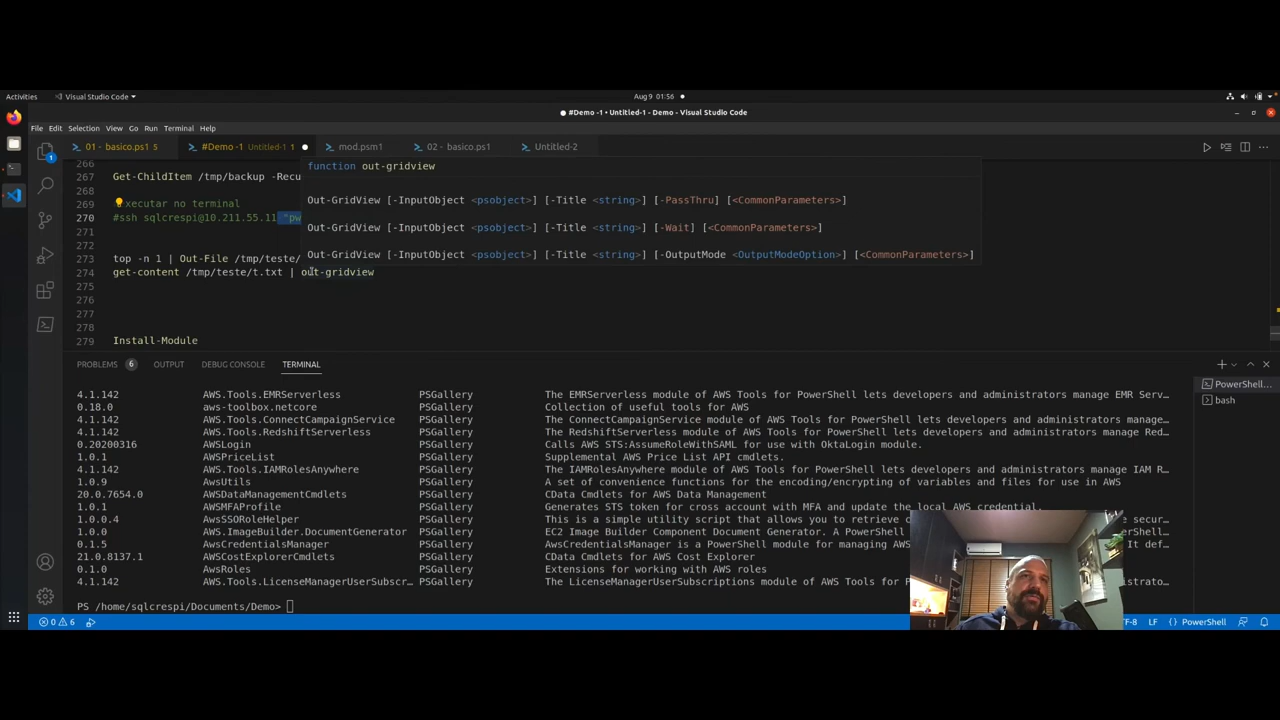 Activities
Visual Studio Code
Aug 9 01:56
#Demo -1 • Untitled-1 - Demo - Visual Studio Code
File Edit Selection View Go Run Terminal Help
01 - basico.ps1 5
#Demo -1 Untitled-1 1
mod.psm1
02 - basico.ps1
Untitled-2
266
267 Get-ChildItem /tmp/backup -Recu
268
269 xecutar no terminal
270 #ssh sqlcrespi@10.211.55.11 "pw
271
272
273 top -n 1 | Out-File /tmp/teste/
274 get-content /tmp/teste/t.txt | out-gridview
275
276
277
278
279 Install-Module
function out-gridview
Out-GridView [-InputObject <psobject>] [-Title <string>] [-PassThru] [<CommonParameters>]
Out-GridView [-InputObject <psobject>] [-Title <string>] [-Wait] [<CommonParameters>]
Out-GridView [-InputObject <psobject>] [-Title <string>] [-OutputMode <OutputModeOption>] [<CommonParameters>]
PROBLEMS 6 OUTPUT DEBUG CONSOLE TERMINAL
PowerShell...
bash
4.1.142 AWS.Tools.EMRServerless PSGallery The EMRServerless module of AWS Tools for PowerShell lets developers and administrators manage EMR Serv…
0.18.0 aws-toolbox.netcore PSGallery Collection of useful tools for AWS
4.1.142 AWS.Tools.ConnectCampaignService PSGallery The ConnectCampaignService module of AWS Tools for PowerShell lets developers and administrators manage…
4.1.142 AWS.Tools.RedshiftServerless PSGallery The RedshiftServerless module of AWS Tools for PowerShell lets developers and administrators manage Red…
0.20200316 AWSLogin PSGallery Calls AWS STS:AssumeRoleWithSAML for use with OktaLogin module.
1.0.1 AWSPriceList PSGallery Supplemental AWS Price List API cmdlets.
4.1.142 AWS.Tools.IAMRolesAnywhere PSGallery The IAMRolesAnywhere module of AWS Tools for PowerShell lets developers and administrators manage IAM R…
1.0.9 AwsUtils PSGallery A set of convenience functions for the encoding/encrypting of variables and files for use in AWS
20.0.7654.0 AWSDataManagementCmdlets PSGallery CData Cmdlets for AWS Data Management
1.0.1 AWSMFAProfile PSGallery Generates STS token for cross account with MFA and update the local AWS credential.
1.0.0.4 AwsSSORoleHelper PSGallery This is a simple utility script that allows you to retrieve c secur…
1.0.0 AWS.ImageBuilder.DocumentGenerator PSGallery EC2 Image Builder Component Document Generator. A PowerShell
0.1.5 AwsCredentialsManager PSGallery AwsCredentialsManager is a PowerShell module for managing AWS It def…
21.0.8137.1 AWSCostExplorerCmdlets PSGallery CData Cmdlets for AWS Cost Explorer
0.1.0 AwsRoles PSGallery Extensions for working with AWS roles
4.1.142 AWS.Tools.LicenseManagerUserSubscr… PSGallery The LicenseManagerUserSubscriptions module of AWS Tools for P istrato…
PS /home/sqlcrespi/Documents/Demo>
0 6
TF-8 LF {} PowerShell